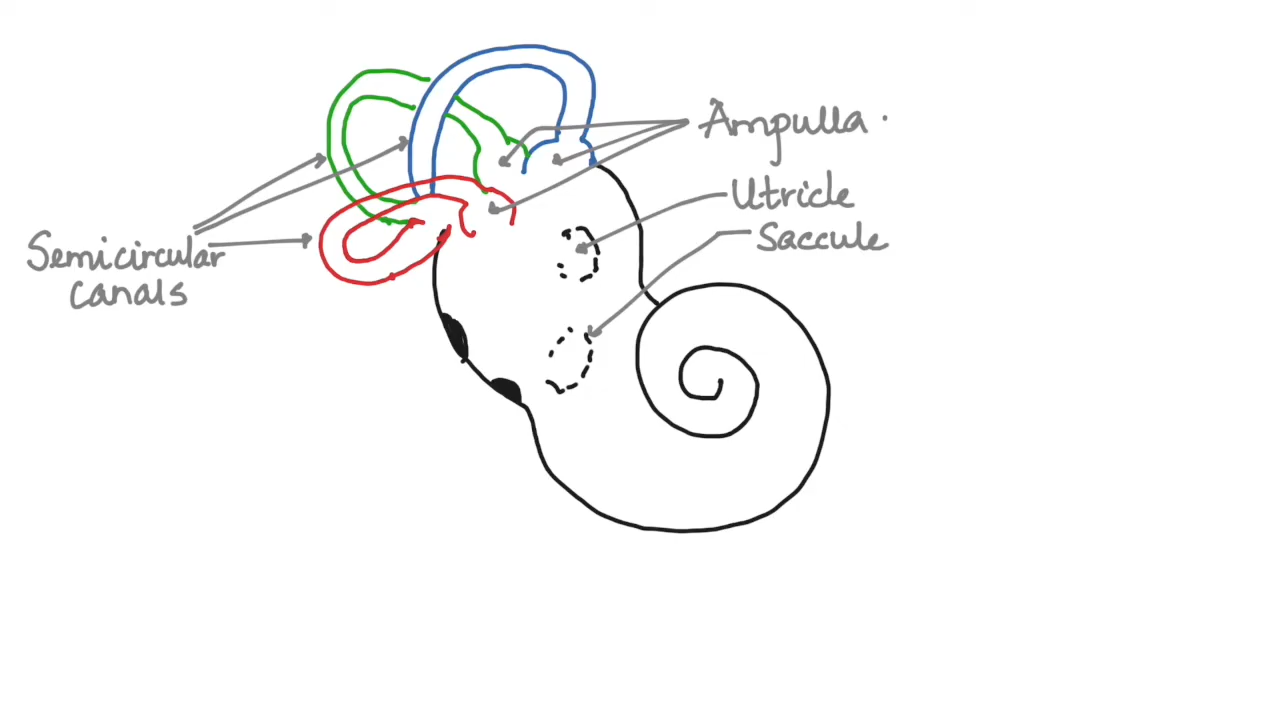 Ampulla
Utricle
Saccule
Semicircular
canals